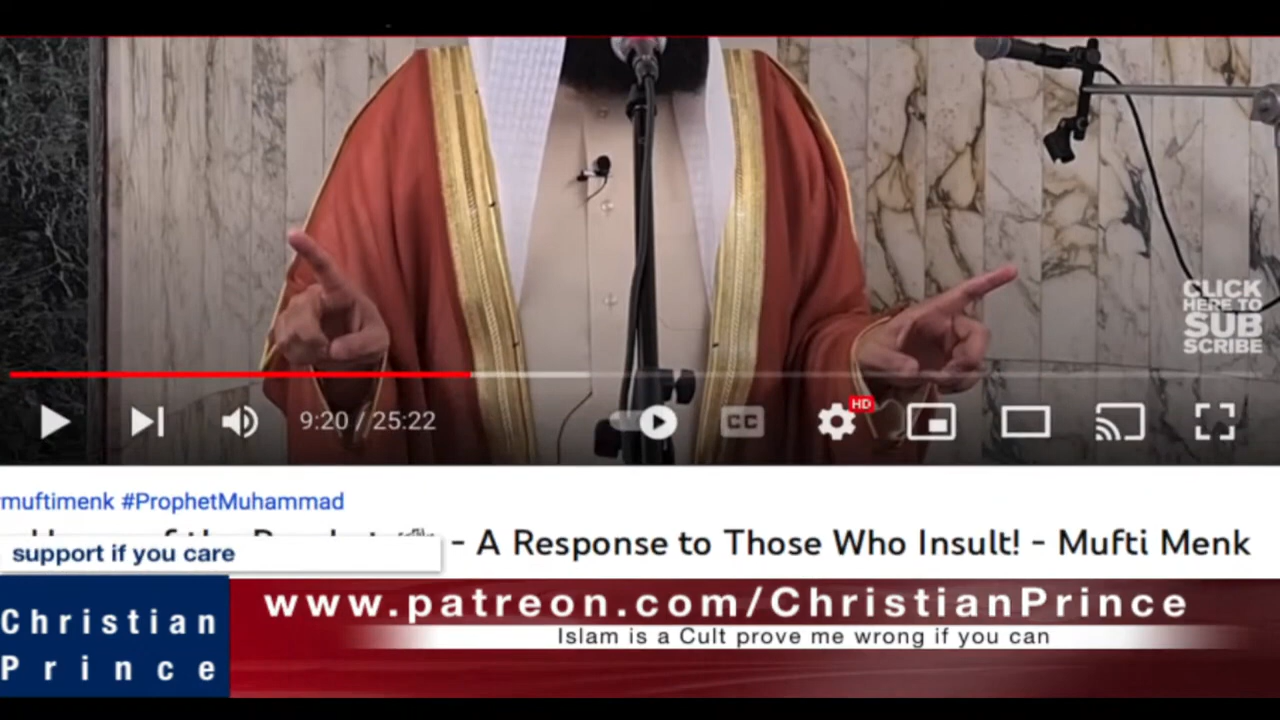 CLICK
HERE TO
SUB
SCRIBE
HD
9:20 / 25:22
CC
muftimenk #ProphetMuhammad
- A Response to Those Who Insult! - Mufti Menk
support if you care
Christian
Prince
www.patreon.com/ChristianPrince
Islam is a Cult prove me wrong if you can